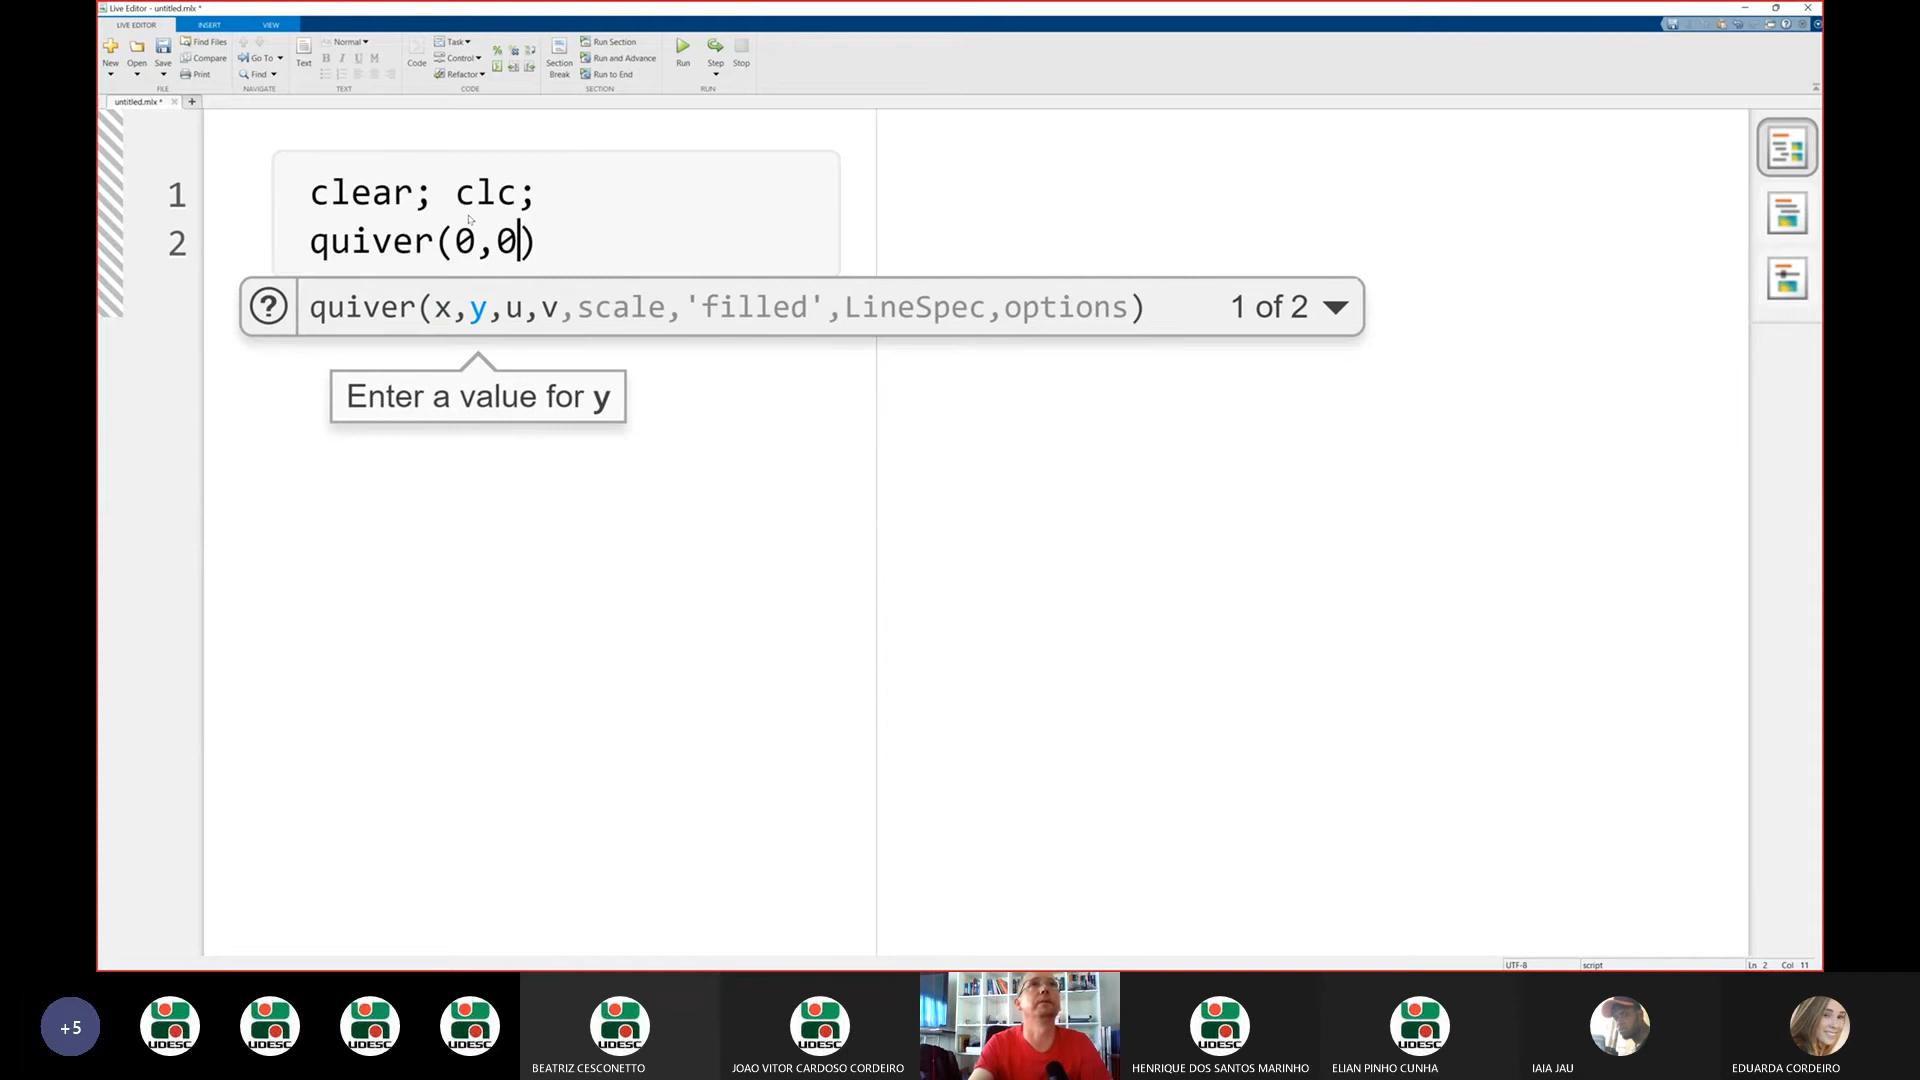 Live Editor - untitled.mlx *
LIVE EDITOR INSERT VIEW
New Open Save Find Files Compare Print
FILE
Go To Find
NAVIGATE
Text Normal B I U M
TEXT
Code Task Control Refactor
CODE
Section Break Run Section Run and Advance Run to End
SECTION
Run Step Stop
RUN
untitled.mlx *
1 clear; clc;
2 quiver(0,0)
quiver(x,y,u,v,scale,'filled',LineSpec,options) 1 of 2
Enter a value for y
UTF-8 script Ln 2 Col 11
+5
UDESC
UDESC
UDESC
UDESC
UDESC
UDESC
UDESC
UDESC
BEATRIZ CESCONETTO
JOAO VITOR CARDOSO CORDEIRO
HENRIQUE DOS SANTOS MARINHO
ELIAN PINHO CUNHA
IAIA JAU
EDUARDA CORDEIRO